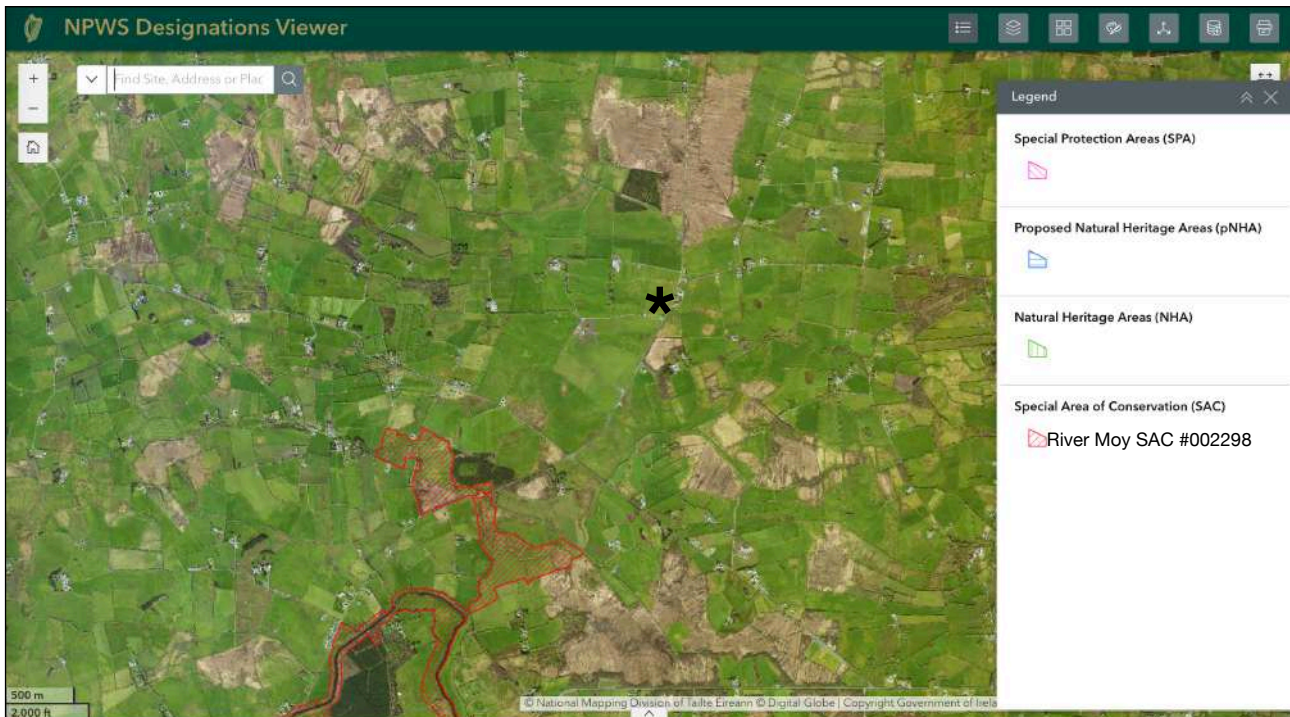 NPWS Designations Viewer
Find Site, Address or Plac
Legend
Special Protection Areas (SPA)
Proposed Natural Heritage Areas (pNHA)
*
Natural Heritage Areas (NHA)
Special Area of Conservation (SAC)
River Moy SAC #002298
500 m
2,000 ft
© National Mapping Division of Tailte Éireann © Digital Globe | Copyright Government of Irela